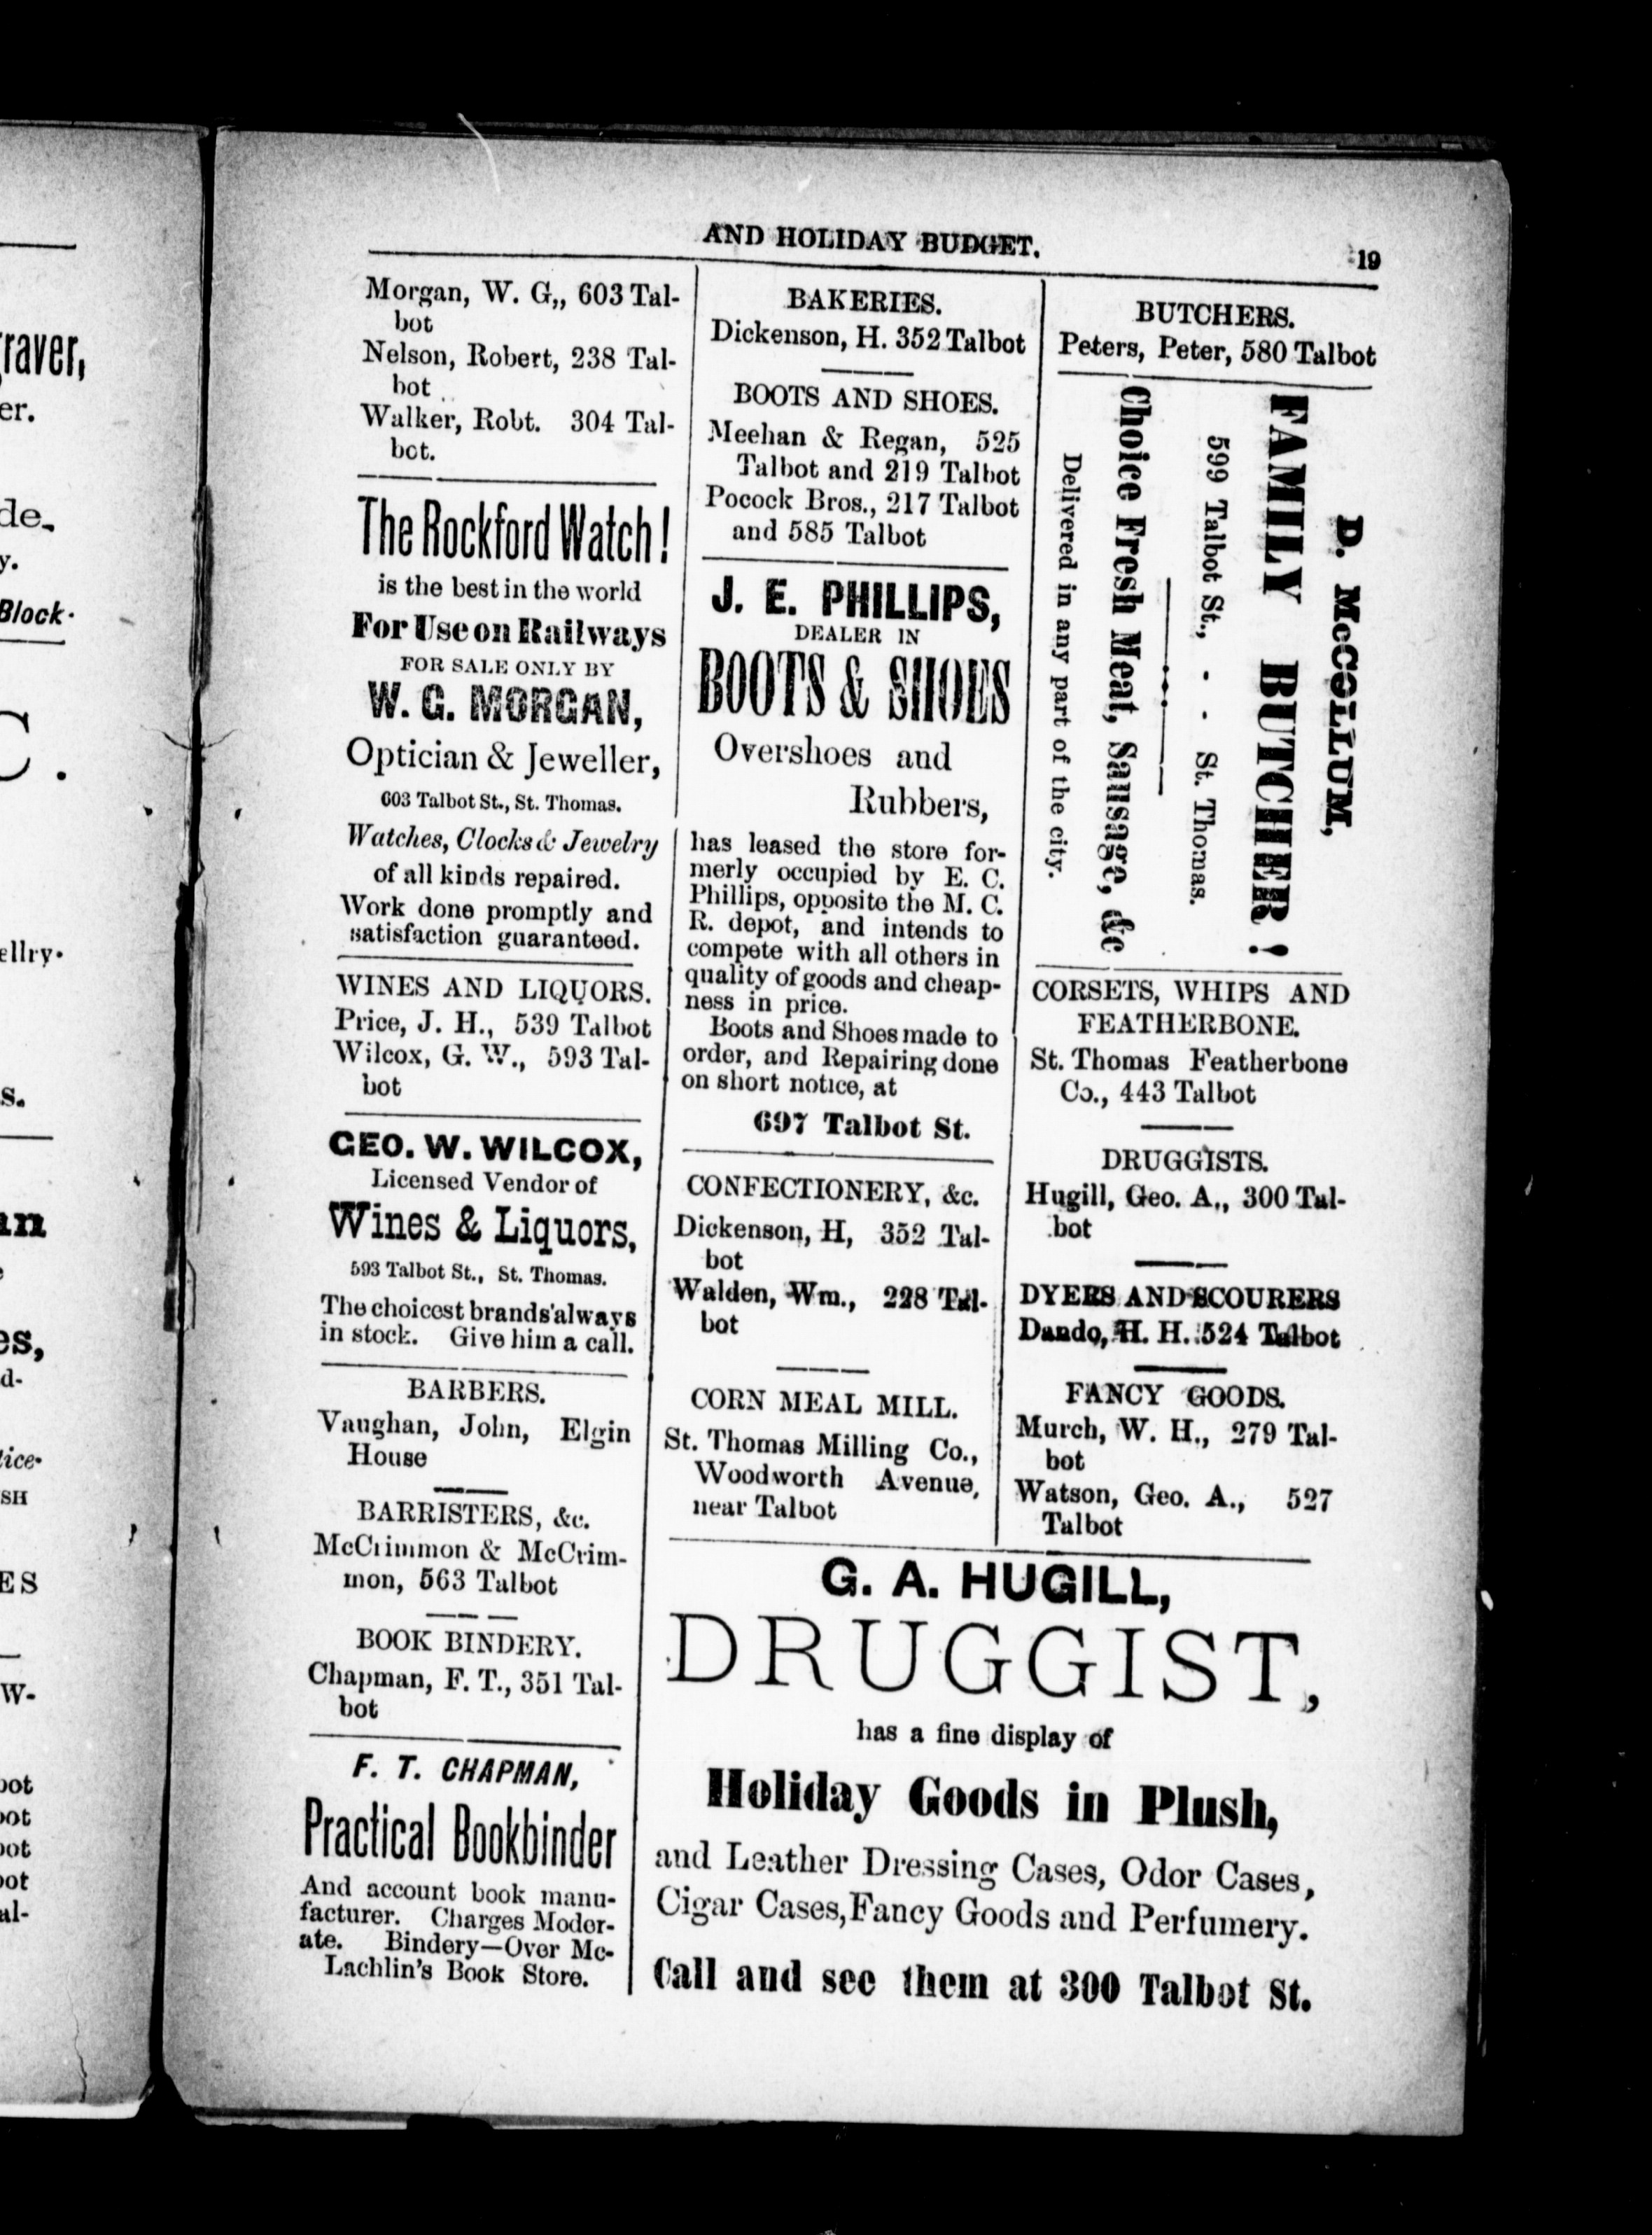 AND HOLIDAY BUDGET.
19
Morgan, W. G,, 603 Tal-
bot
Nelson, Robert, 238 Tal-
bot
Walker, Robt. 304 Tal-
bot.
The Rockford Watch!
is the best in the world
For Use on Railways
FOR SALE ONLY BY
W. G. MORGAN,
Optician & Jeweller,
603 Talbot St., St. Thomas.
Watches, Clocks & Jewelry
of all kinds repaired.
Work done promptly and
satisfaction guaranteed.
WINES AND LIQUORS.
Price, J. H., 539 Talbot
Wilcox, G. W., 593 Tal-
bot
GEO. W. WILCOX,
Licensed Vendor of
Wines & Liquors,
593 Talbot St., St. Thomas.
The choicest brands always
in stock. Give him a call.
BARBERS.
Vaughan, John, Elgin
House
BARRISTERS, &c.
McCrimmon & McCrim-
mon, 563 Talbot
BOOK BINDERY.
Chapman, F. T., 351 Tal-
bot
F. T. CHAPMAN,
Practical Bookbinder
And account book manu-
facturer. Charges Moder-
ate. Bindery—Over Mc-
Lachlin's Book Store.
BAKERIES.
Dickenson, H. 352 Talbot
BOOTS AND SHOES.
Meehan & Regan, 525
Talbot and 219 Talbot
Pocock Bros., 217 Talbot
and 585 Talbot
J. E. PHILLIPS,
DEALER IN
BOOTS & SHOES
Overshoes and
Rubbers,
has leased the store for-
merly occupied by E. C.
Phillips, opposite the M. C.
R. depot, and intends to
compete with all others in
quality of goods and cheap-
ness in price.
Boots and Shoes made to
order, and Repairing done
on short notice, at
697 Talbot St.
CONFECTIONERY, &c.
Dickenson, H, 352 Tal-
bot
Walden, Wm., 228 Tal-
bot
CORN MEAL MILL.
St. Thomas Milling Co.,
Woodworth Avenue,
near Talbot
BUTCHERS.
Peters, Peter, 580 Talbot
D. McCOLLUM,
FAMILY BUTCHER!
599 Talbot St., - - St. Thomas.
Choice Fresh Meat, Sausage, &c
Delivered in any part of the city.
CORSETS, WHIPS AND
FEATHERBONE.
St. Thomas Featherbone
Co., 443 Talbot
DRUGGISTS.
Hugill, Geo. A., 300 Tal-
bot
DYERS AND SCOURERS
Dando, H. H. 524 Talbot
FANCY GOODS.
Murch, W. H., 279 Tal-
bot
Watson, Geo. A., 527
Talbot
G. A. HUGILL,
DRUGGIST,
has a fine display of
Holiday Goods in Plush,
and Leather Dressing Cases, Odor Cases,
Cigar Cases, Fancy Goods and Perfumery.
Call and see them at 300 Talbot St.